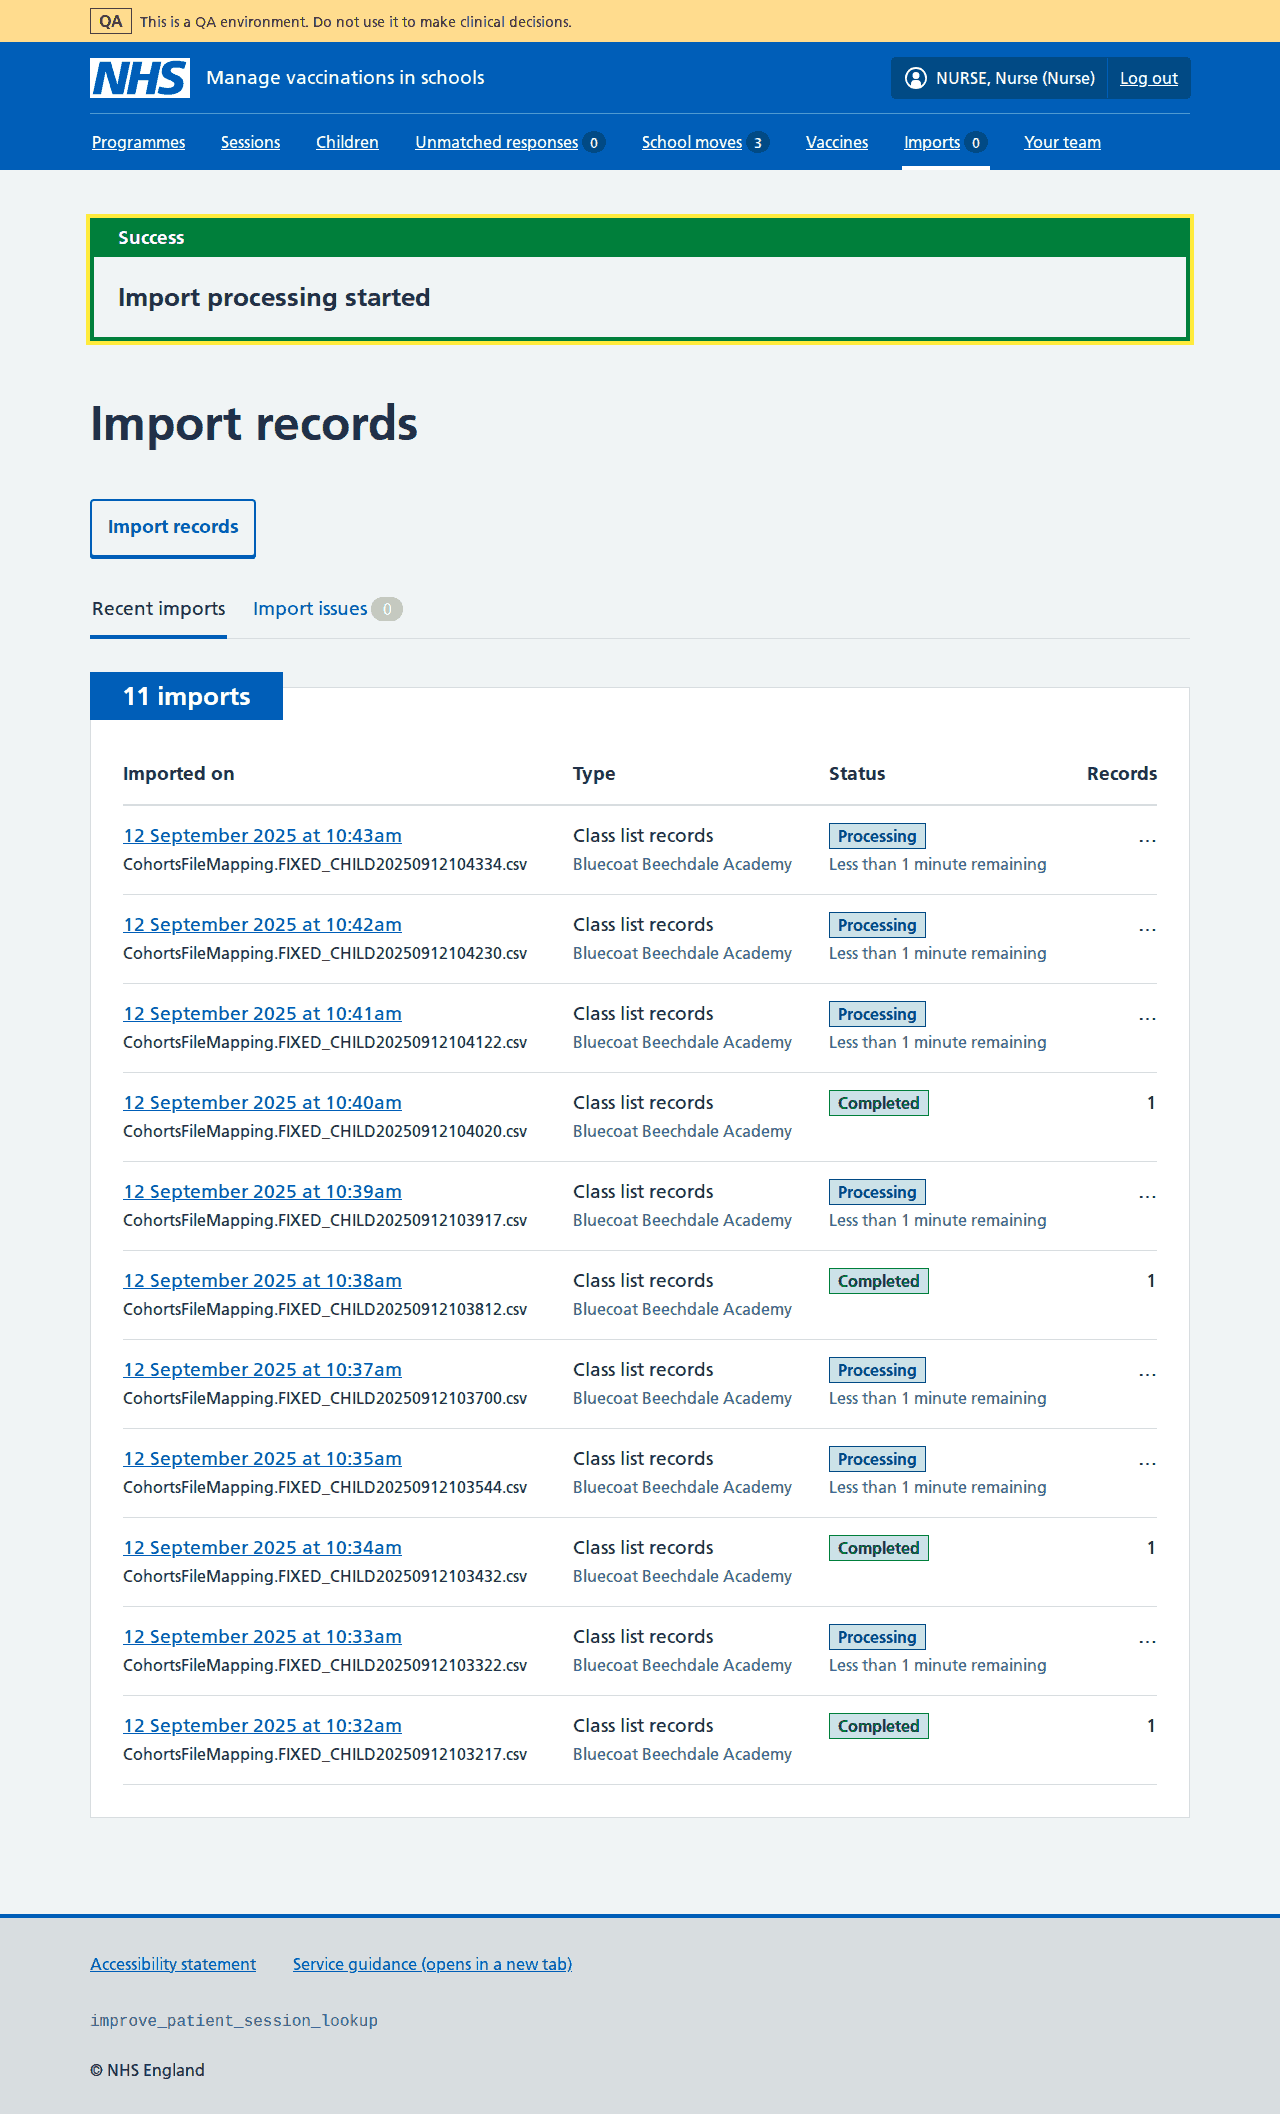 QA This is a QA environment. Do not use it to make clinical decisions.
NHS Manage vaccinations in schools NURSE, Nurse (Nurse) Log out
Programmes Sessions Children Unmatched responses 0 School moves 3 Vaccines Imports 0 Your team
Success
Import processing started
Import records
Import records
Recent imports Import issues 0
11 imports
Imported on Type Status Records
12 September 2025 at 10:43am Class list records Processing ...
CohortsFileMapping.FIXED_CHILD20250912104334.csv Bluecoat Beechdale Academy Less than 1 minute remaining
12 September 2025 at 10:42am Class list records Processing ...
CohortsFileMapping.FIXED_CHILD20250912104230.csv Bluecoat Beechdale Academy Less than 1 minute remaining
12 September 2025 at 10:41am Class list records Processing ...
CohortsFileMapping.FIXED_CHILD20250912104122.csv Bluecoat Beechdale Academy Less than 1 minute remaining
12 September 2025 at 10:40am Class list records Completed 1
CohortsFileMapping.FIXED_CHILD20250912104020.csv Bluecoat Beechdale Academy
12 September 2025 at 10:39am Class list records Processing ...
CohortsFileMapping.FIXED_CHILD20250912103917.csv Bluecoat Beechdale Academy Less than 1 minute remaining
12 September 2025 at 10:38am Class list records Completed 1
CohortsFileMapping.FIXED_CHILD20250912103812.csv Bluecoat Beechdale Academy
12 September 2025 at 10:37am Class list records Processing ...
CohortsFileMapping.FIXED_CHILD20250912103700.csv Bluecoat Beechdale Academy Less than 1 minute remaining
12 September 2025 at 10:35am Class list records Processing ...
CohortsFileMapping.FIXED_CHILD20250912103544.csv Bluecoat Beechdale Academy Less than 1 minute remaining
12 September 2025 at 10:34am Class list records Completed 1
CohortsFileMapping.FIXED_CHILD20250912103432.csv Bluecoat Beechdale Academy
12 September 2025 at 10:33am Class list records Processing ...
CohortsFileMapping.FIXED_CHILD20250912103322.csv Bluecoat Beechdale Academy Less than 1 minute remaining
12 September 2025 at 10:32am Class list records Completed 1
CohortsFileMapping.FIXED_CHILD20250912103217.csv Bluecoat Beechdale Academy
Accessibility statement Service guidance (opens in a new tab)
improve_patient_session_lookup
© NHS England